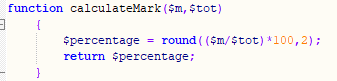 function calculateMark($m,$tot)
{
$percentage = round(($m/$tot)*100,2);
return $percentage;
}